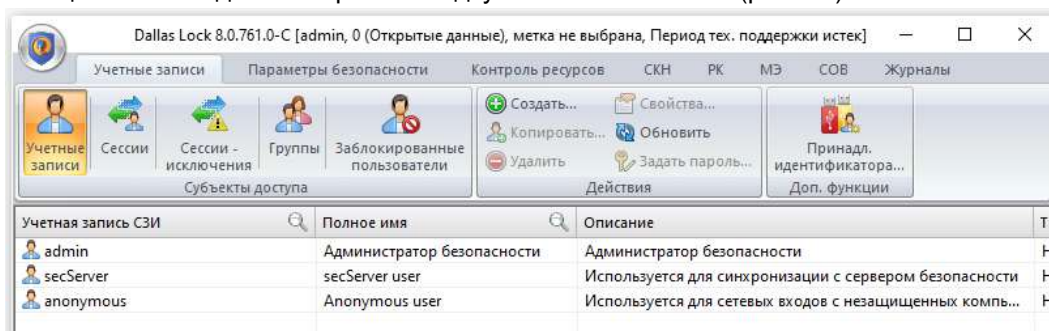 Dallas Lock 8.0.761.0-C [admin, 0 (Открытые данные), метка не выбрана, Период тех. поддержки истек]
Учетные записи Параметры безопасности Контроль ресурсов СКН РК МЭ СОВ Журналы
Учетные записи
Сессии
Сессии - исключения
Группы
Заблокированные пользователи
Субъекты доступа
Создать... Свойства...
Копировать... Обновить
Удалить Задать пароль...
Действия
Принадл. идентификатора...
Доп. функции
Учетная запись СЗИ Полное имя Описание
admin Администратор безопасности Администратор безопасности
secServer secServer user Используется для синхронизации с сервером безопасности
anonymous Anonymous user Используется для сетевых входов с незащищенных компь...